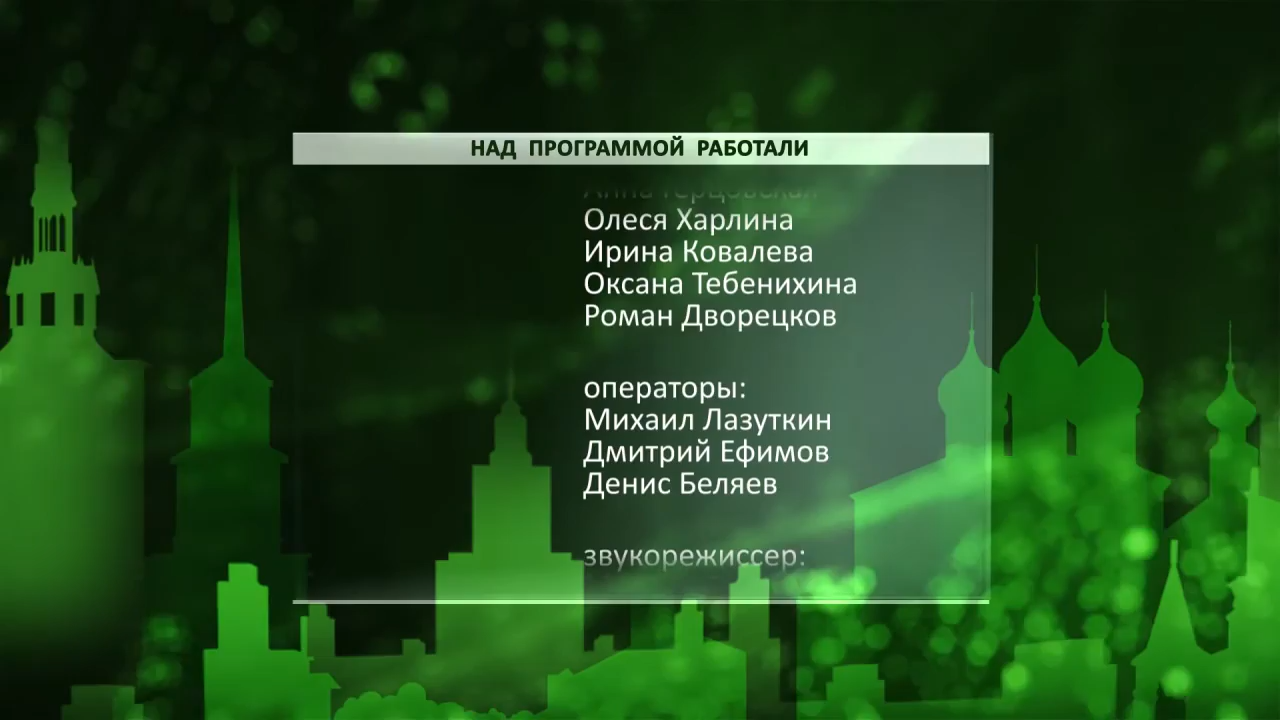 НАД ПРОГРАММОЙ РАБОТАЛИ
Анна
Олеся Харлина
Ирина Ковалева
Оксана Тебенихина
Роман Дворецков
операторы:
Михаил Лазуткин
Дмитрий Ефимов
Денис Беляев
звукорежиссер: